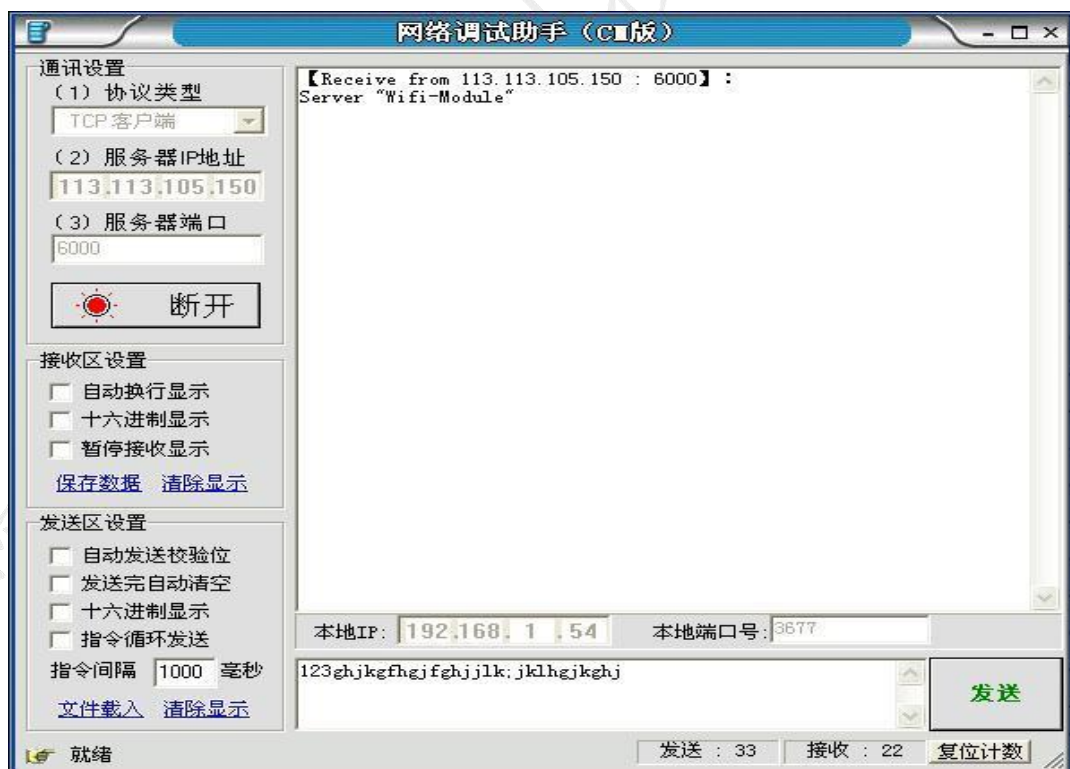 网络调试助手（CⅢ版）
通讯设置
（1）协议类型
TCP客户端
（2）服务器IP地址
113.113.105.150
（3）服务器端口
6000
断开
接收区设置
自动换行显示
十六进制显示
暂停接收显示
保存数据 清除显示
发送区设置
自动发送校验位
发送完自动清空
十六进制显示
指令循环发送
指令间隔 1000 毫秒
文件载入 清除显示
【Receive from 113.113.105.150 : 6000】：
Server "Wifi-Module"
本地IP: 192.168. 1 .54 本地端口号: 3677
123ghjkgfhgjfghjjlk;jklhgjkghj
发送
就绪
发送 : 33 接收 : 22 复位计数